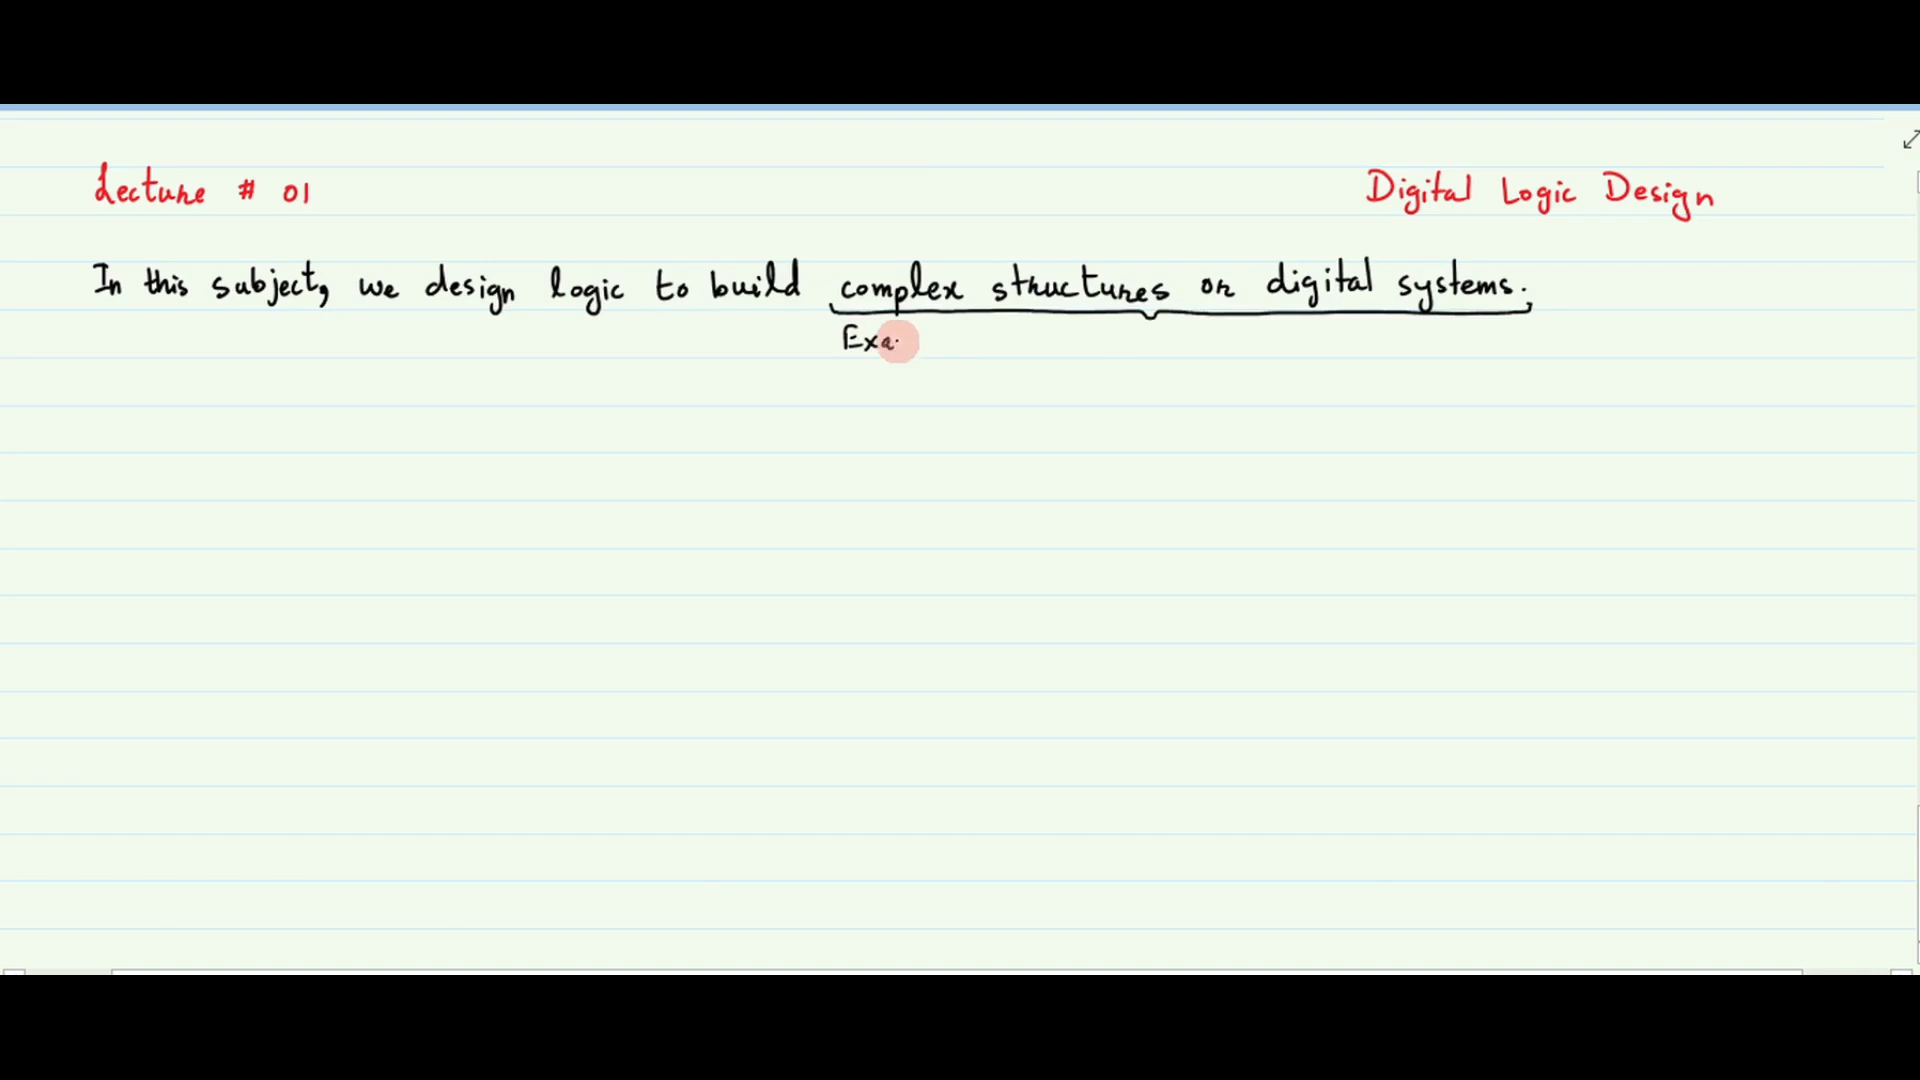 Lecture # 01 Digital Logic Design
In this subject, we design logic to build complex structures or digital systems.
Exa